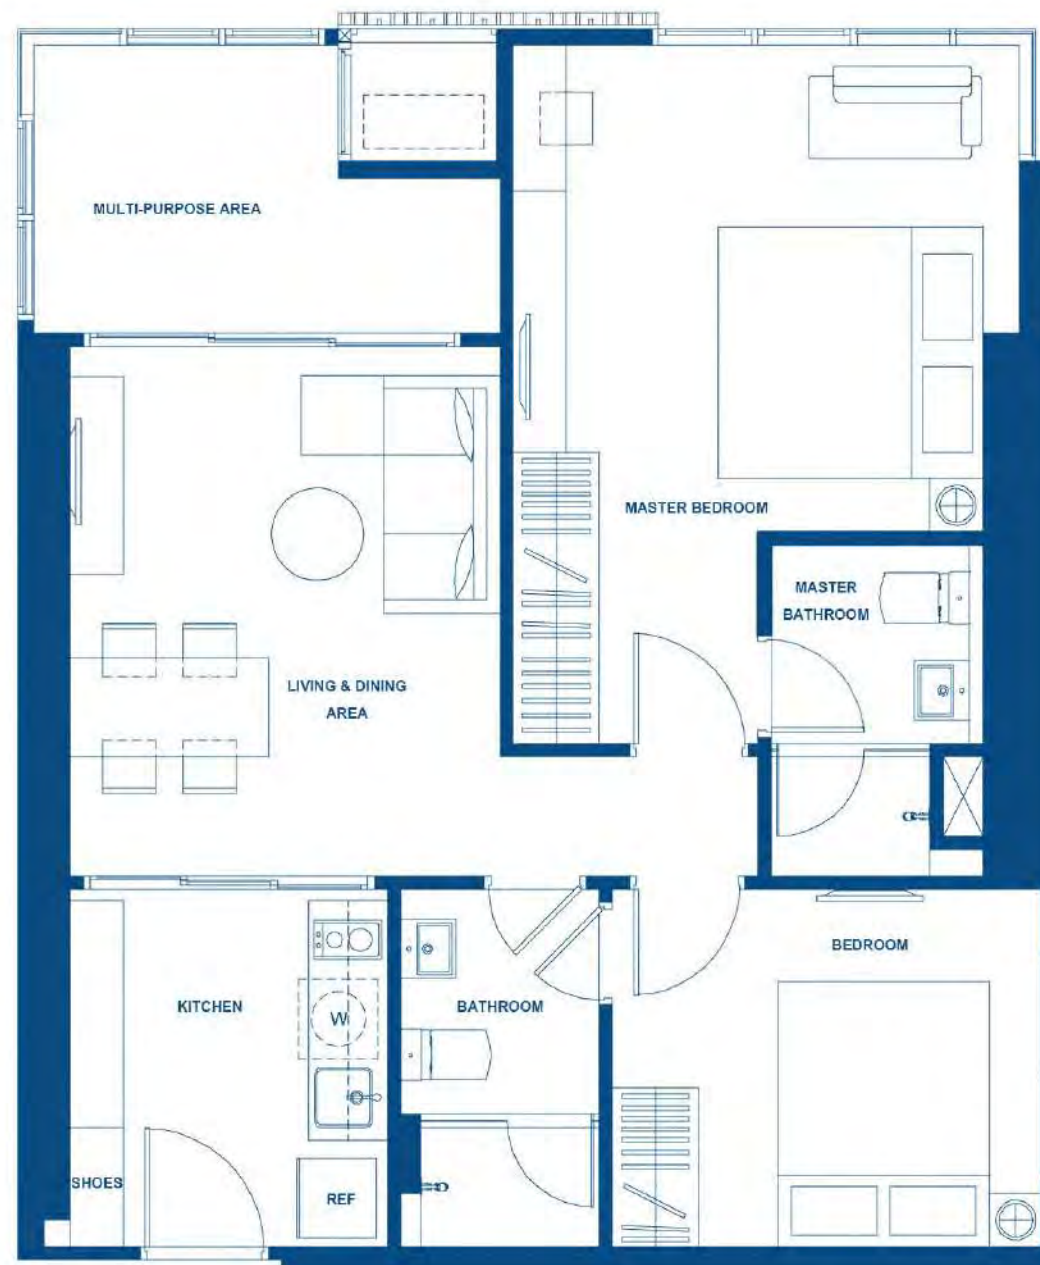 MULTI-PURPOSE AREA
MASTER BEDROOM
MASTER
BATHROOM
LIVING & DINING
AREA
BEDROOM
KITCHEN
W
BATHROOM
SHOES
REF